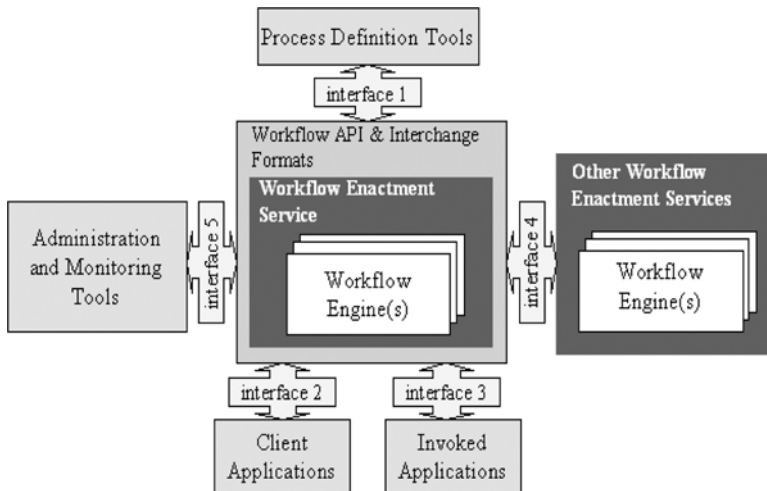 Process Definition Tools
interface 1
Workflow API & Interchange
Formats
Workflow Enactment
Service
Workflow
Engine(s)
Other Workflow
Enactment Services
Workflow
Engine(s)
Administration
and Monitoring
Tools
interface 5
interface 4
interface 2
interface 3
Client
Applications
Invoked
Applications